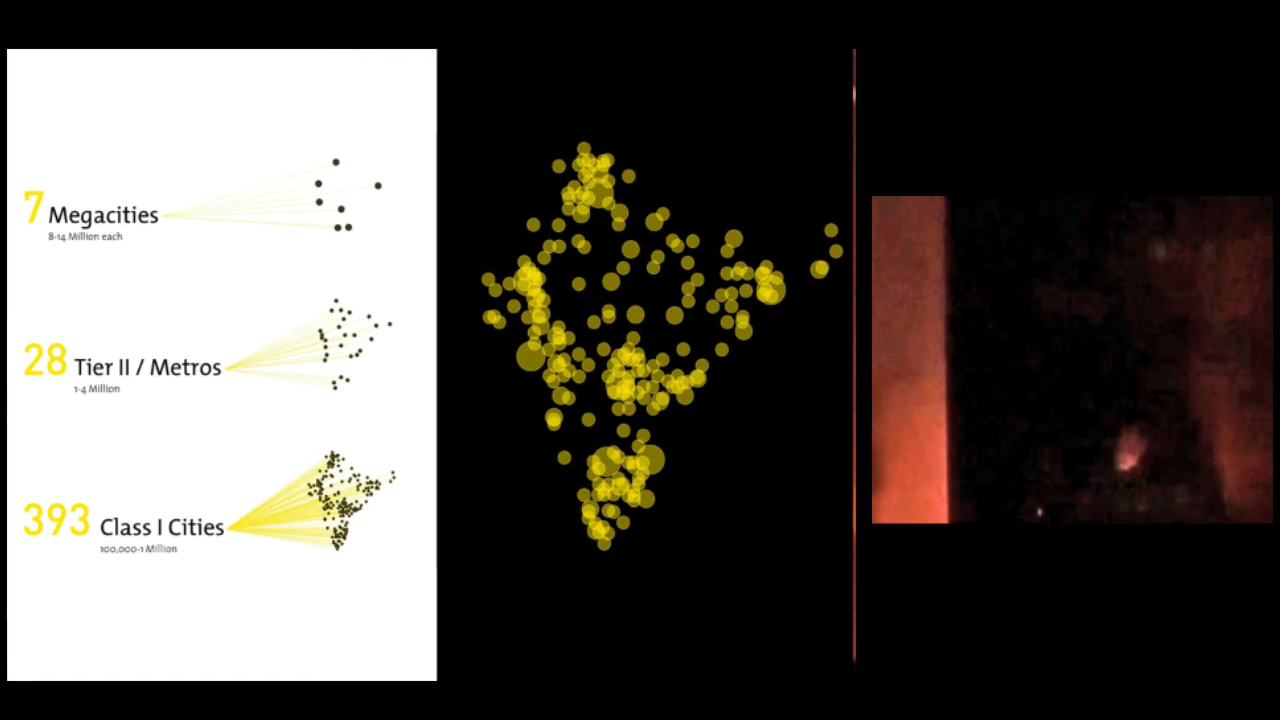 7 Megacities
8-14 Million each
28 Tier II / Metros
1-4 Million
393 Class I Cities
100,000-1 Million